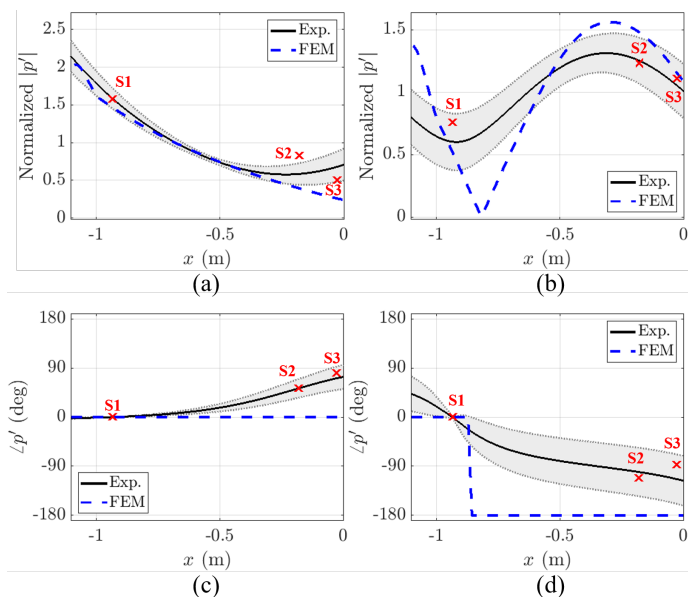 2.5
2
1.5
1
0.5
0
Normalized |p′|
-1
-0.5
0
x (m)
S1
S2
S3
Exp.
FEM
(a)
1.5
1
0.5
0
Normalized |p′|
-1
-0.5
0
x (m)
S1
S2
S3
Exp.
FEM
(b)
180
90
0
-90
-180
∠p′ (deg)
-1
-0.5
0
x (m)
S1
S2
S3
Exp.
FEM
(c)
180
90
0
-90
-180
∠p′ (deg)
-1
-0.5
0
x (m)
S1
S2
S3
Exp.
FEM
(d)